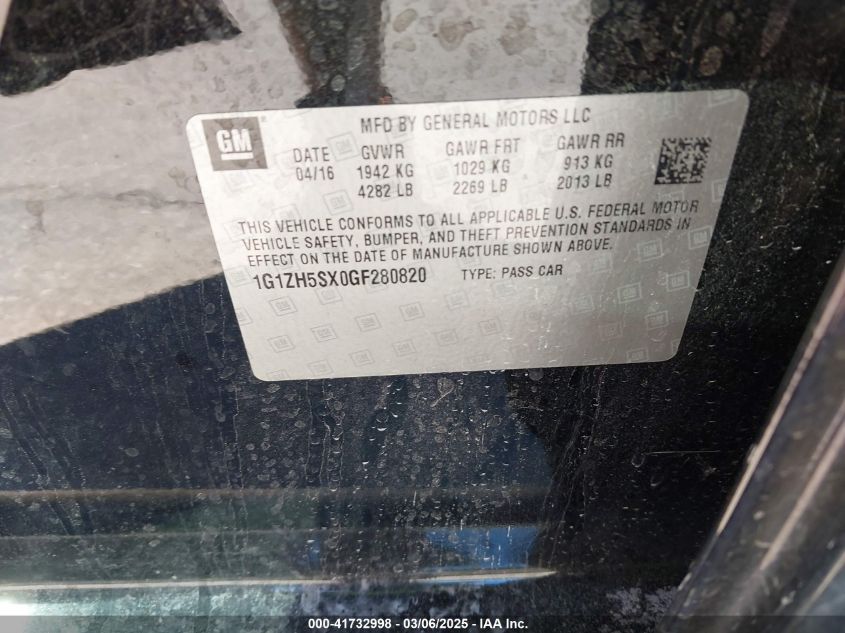 GM
MFD BY GENERAL MOTORS LLC
DATE GVWR GAWR FRT GAWR RR
04/16 1942 KG 1029 KG 913 KG
4282 LB 2269 LB 2013 LB
THIS VEHICLE CONFORMS TO ALL APPLICABLE U.S. FEDERAL MOTOR
VEHICLE SAFETY, BUMPER, AND THEFT PREVENTION STANDARDS IN
EFFECT ON THE DATE OF MANUFACTURE SHOWN ABOVE.
1G1ZH5SX0GF280820 TYPE: PASS CAR
000-41732998 - 03/06/2025 - IAAI.com.